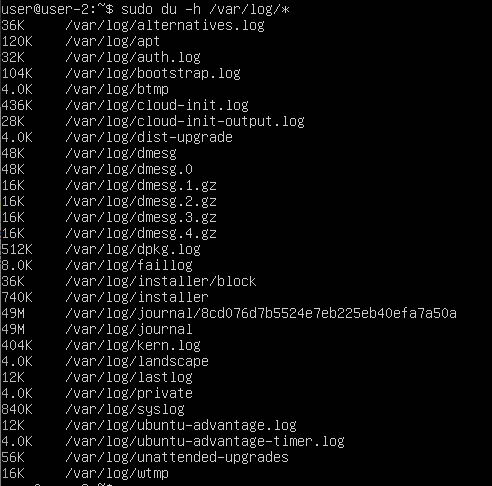 user@user-2:~$ sudo du -h /var/log/*
36K /var/log/alternatives.log
120K /var/log/apt
32K /var/log/auth.log
104K /var/log/bootstrap.log
4.0K /var/log/btmp
436K /var/log/cloud-init.log
28K /var/log/cloud-init-output.log
4.0K /var/log/dist-upgrade
48K /var/log/dmesg
48K /var/log/dmesg.0
16K /var/log/dmesg.1.gz
16K /var/log/dmesg.2.gz
16K /var/log/dmesg.3.gz
16K /var/log/dmesg.4.gz
512K /var/log/dpkg.log
8.0K /var/log/faillog
36K /var/log/installer/block
740K /var/log/installer
49M /var/log/journal/8cd076d7b5524e7eb225eb40efa7a50a
49M /var/log/journal
404K /var/log/kern.log
4.0K /var/log/landscape
12K /var/log/lastlog
4.0K /var/log/private
840K /var/log/syslog
12K /var/log/ubuntu-advantage.log
4.0K /var/log/ubuntu-advantage-timer.log
56K /var/log/unattended-upgrades
16K /var/log/wtmp